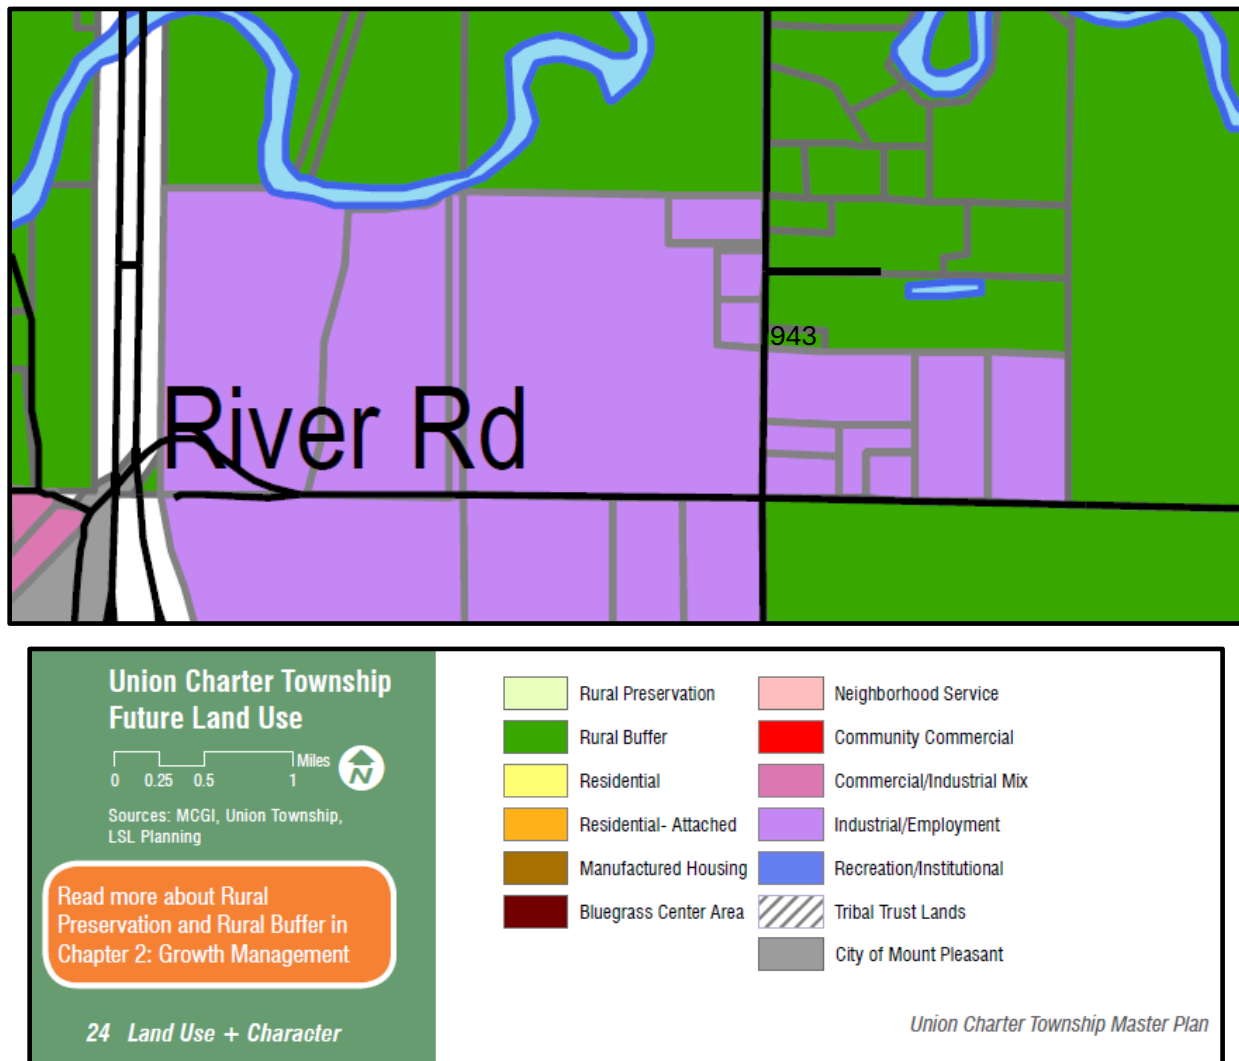 943
River Rd
Union Charter Township
Future Land Use
Miles
0 0.25 0.5 1
N
Sources: MCGI, Union Township,
LSL Planning
Read more about Rural
Preservation and Rural Buffer in
Chapter 2: Growth Management
24 Land Use + Character
Rural Preservation
Rural Buffer
Residential
Residential- Attached
Manufactured Housing
Bluegrass Center Area
Neighborhood Service
Community Commercial
Commercial/Industrial Mix
Industrial/Employment
Recreation/Institutional
Tribal Trust Lands
City of Mount Pleasant
Union Charter Township Master Plan